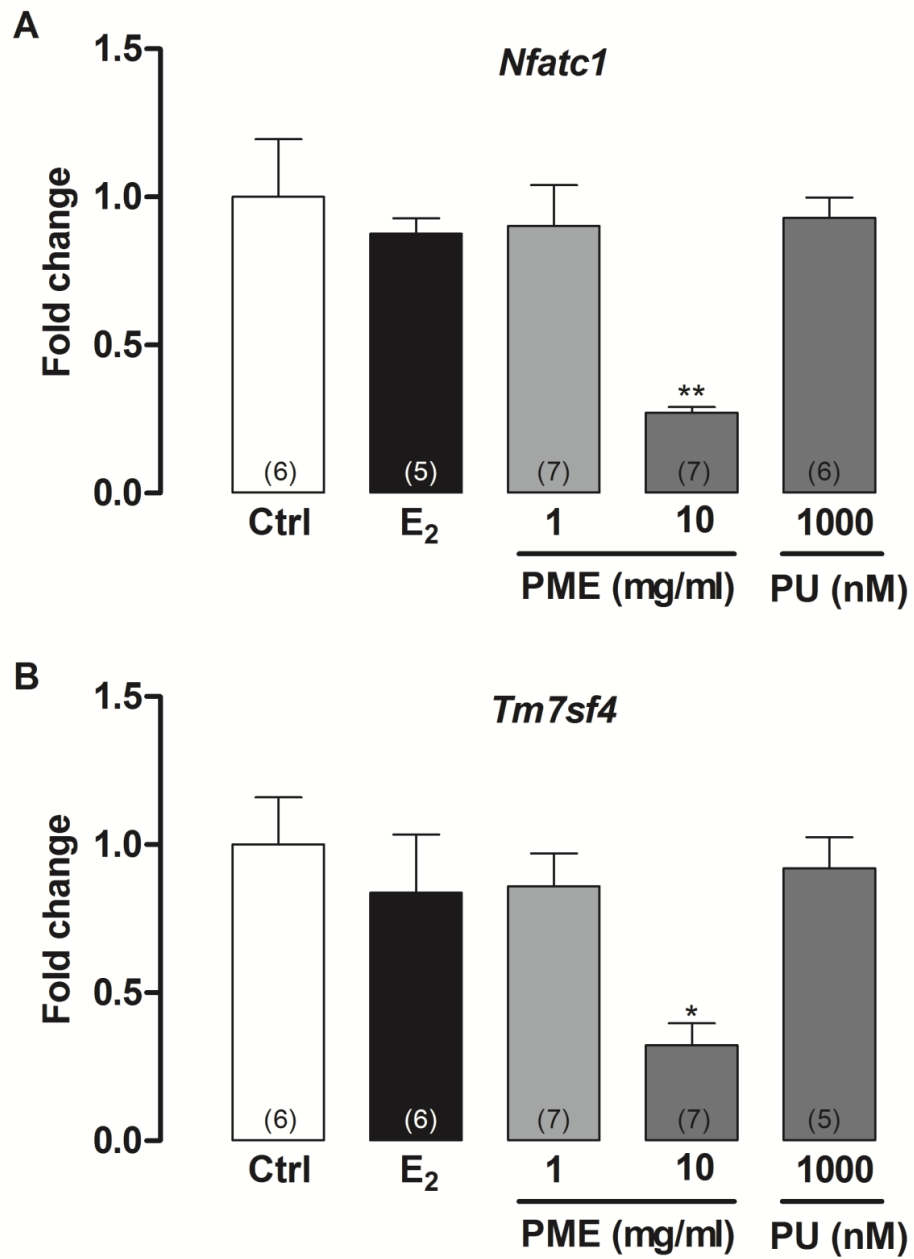 A
Nfatc1
Fold change
1.5
1.0
0.5
0.0
(6) (5) (7) (7) (6)
**
Ctrl E₂ 1 10 1000
PME (mg/ml) PU (nM)
B
Tm7sf4
Fold change
1.5
1.0
0.5
0.0
*
(6) (6) (7) (7) (5)
Ctrl E₂ 1 10 1000
PME (mg/ml) PU (nM)